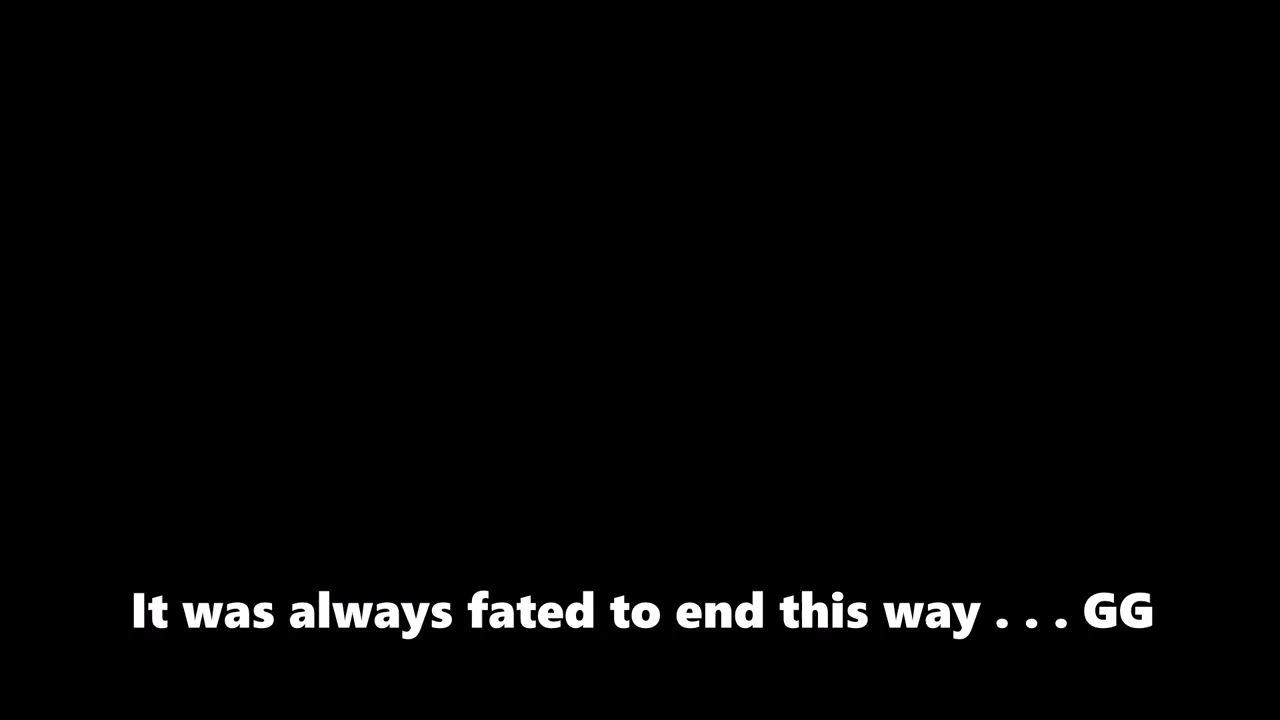 It was always fated to end this way . . . GG